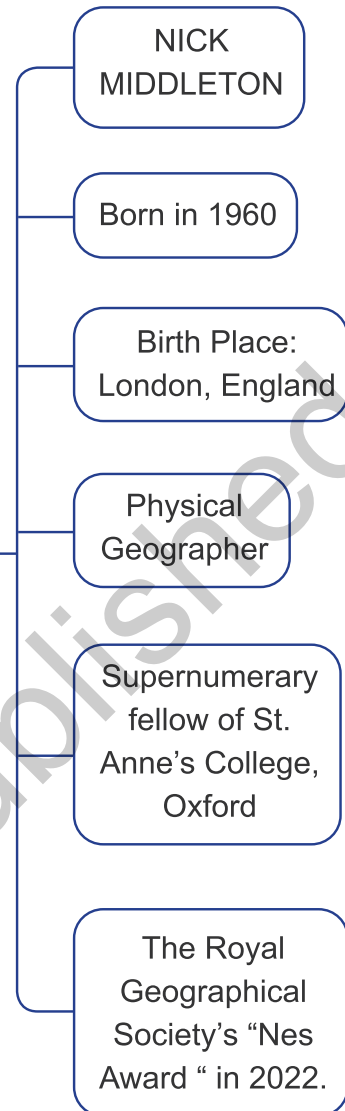 NICK
MIDDLETON
Born in 1960
Birth Place:
London, England
Physical
Geographer
Supernumerary
fellow of St.
Anne’s College,
Oxford
The Royal
Geographical
Society’s “Nes
Award “ in 2022.